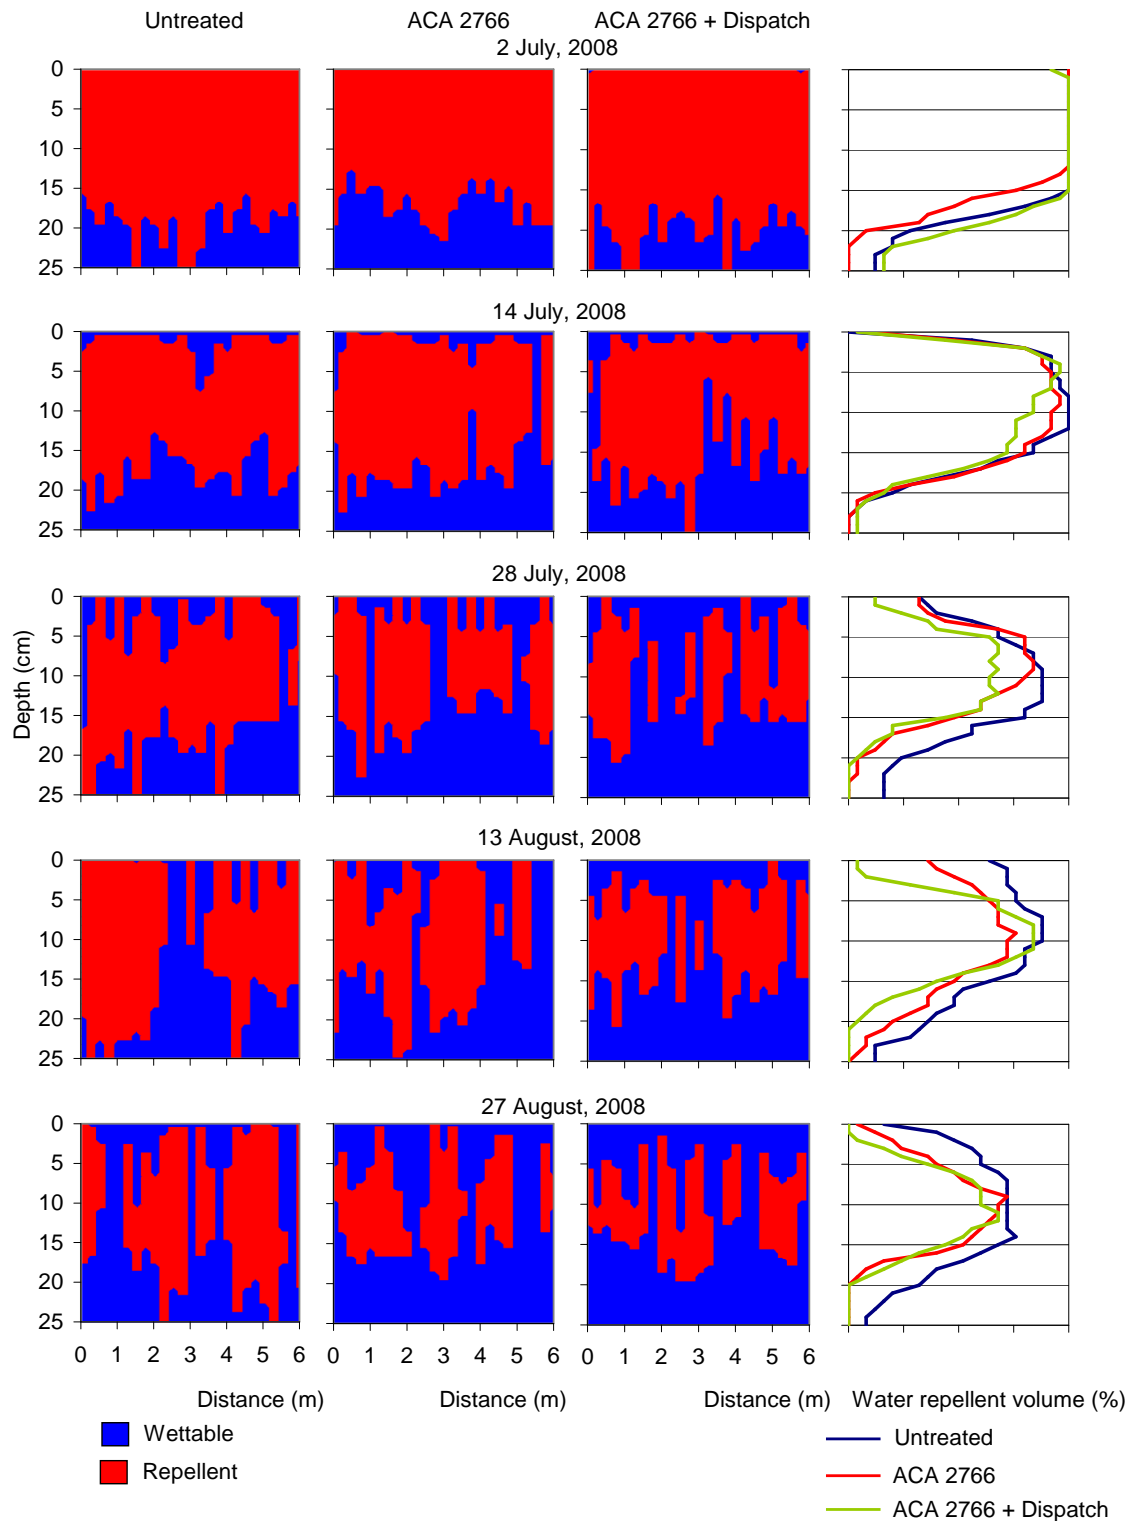 Untreated ACA 2766 ACA 2766 + Dispatch
2 July, 2008
0
5
10
15
20
25
14 July, 2008
0
5
10
15
20
25
28 July, 2008
0
5
10
15
20
25
Depth (cm)
13 August, 2008
0
5
10
15
20
25
27 August, 2008
0
5
10
15
20
25
0 1 2 3 4 5 6 0 1 2 3 4 5 6 0 1 2 3 4 5 6
Distance (m) Distance (m) Distance (m) Water repellent volume (%)
Wettable
Repellent
Untreated
ACA 2766
ACA 2766 + Dispatch